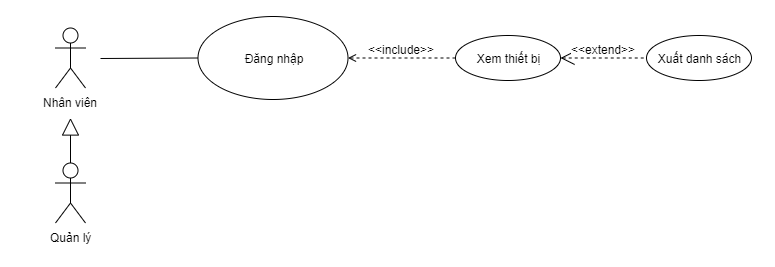 Đăng nhập
<<include>>
Xem thiết bị
<<extend>>
Xuất danh sách
Nhân viên
Quản lý